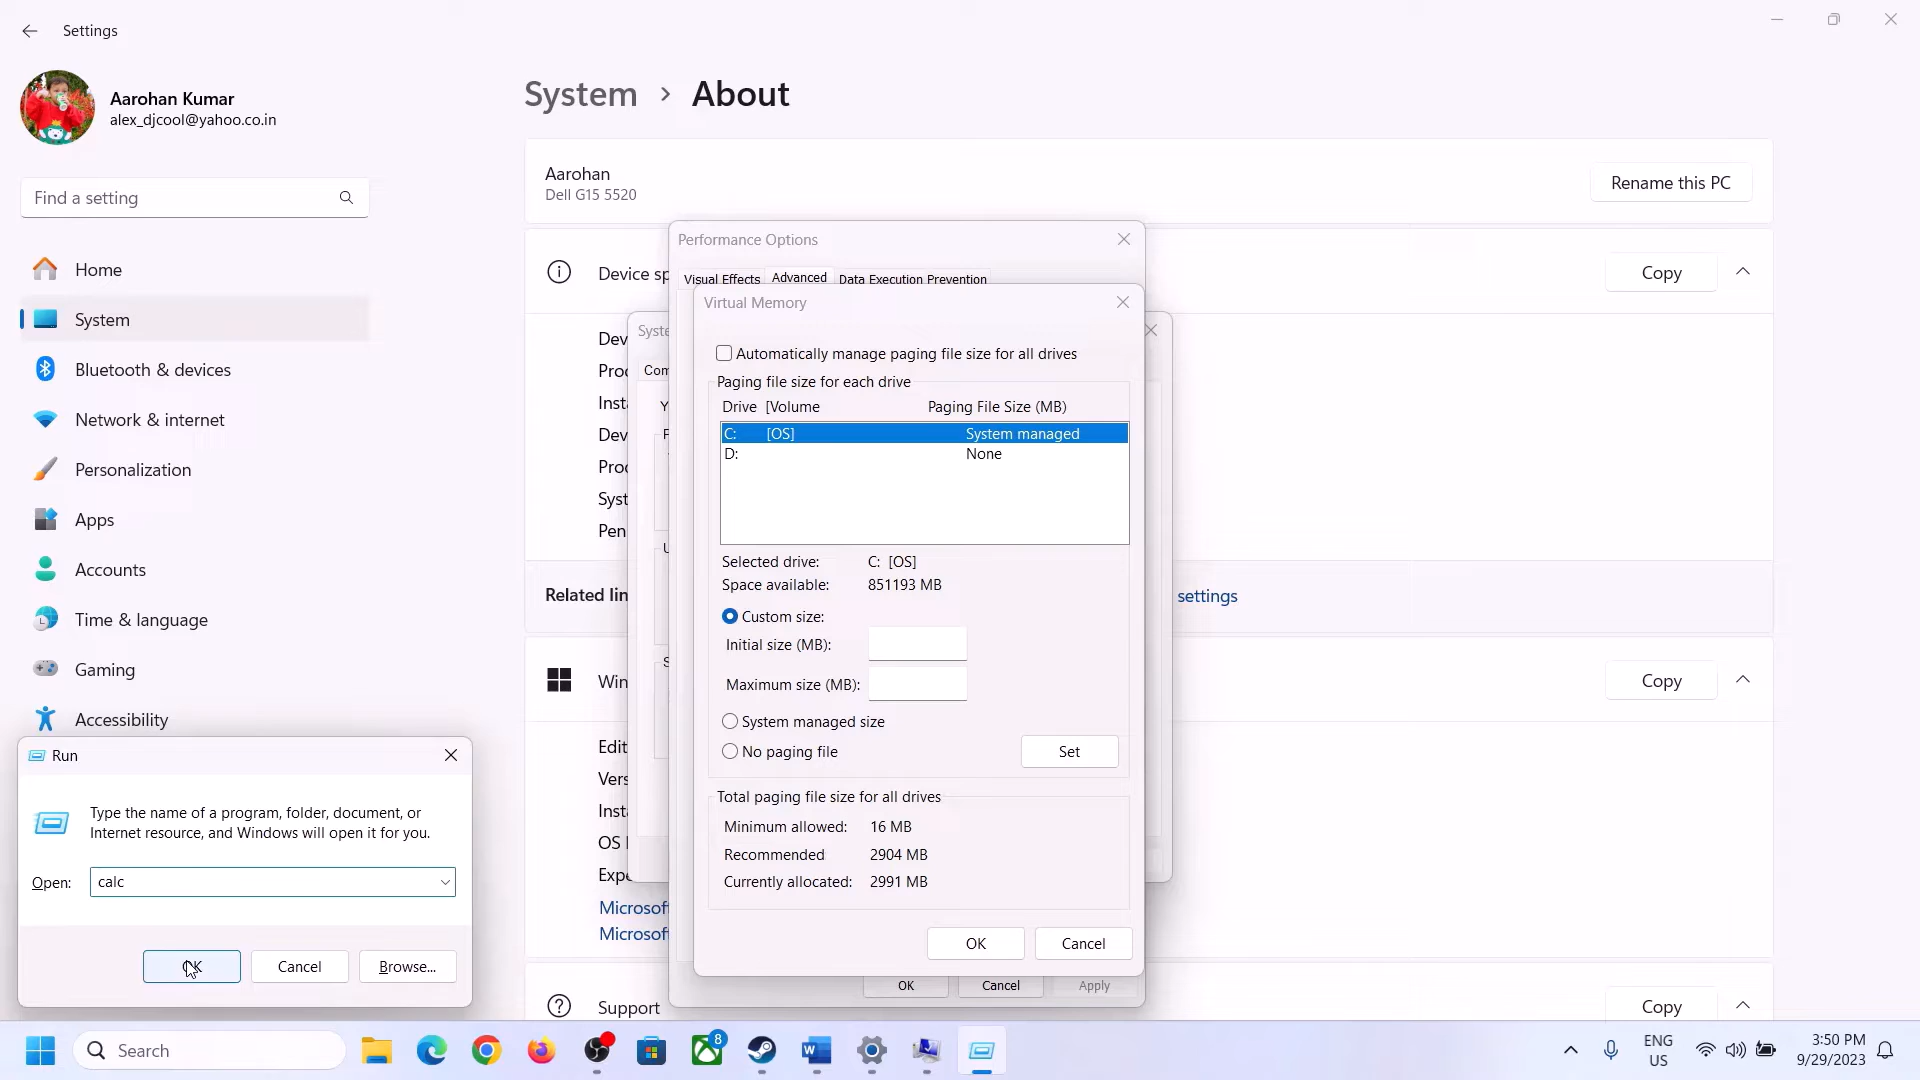 Settings
Aarohan Kumar
alex_djcool@yahoo.co.in
Find a setting
Home
System
Bluetooth & devices
Network & internet
Personalization
Apps
Accounts
Time & language
Gaming
Accessibility
System > About
Aarohan
Dell G15 5520
Rename this PC
Device sp
Copy
Related lin
settings
Copy
Microsoft
Microsoft
Support
Copy
Performance Options
Visual Effects Advanced Data Execution Prevention
Virtual Memory
Automatically manage paging file size for all drives
Paging file size for each drive
Drive [Volume Paging File Size (MB)
C: [OS] System managed
D: None
Selected drive: C: [OS]
Space available: 851193 MB
Custom size:
Initial size (MB):
Maximum size (MB):
System managed size
No paging file
Set
Total paging file size for all drives
Minimum allowed: 16 MB
Recommended 2904 MB
Currently allocated: 2991 MB
OK Cancel
OK Cancel Apply
Run
Type the name of a program, folder, document, or
Internet resource, and Windows will open it for you.
Open: calc
OK Cancel Browse...
Search
8
ENG
US
3:50 PM
9/29/2023